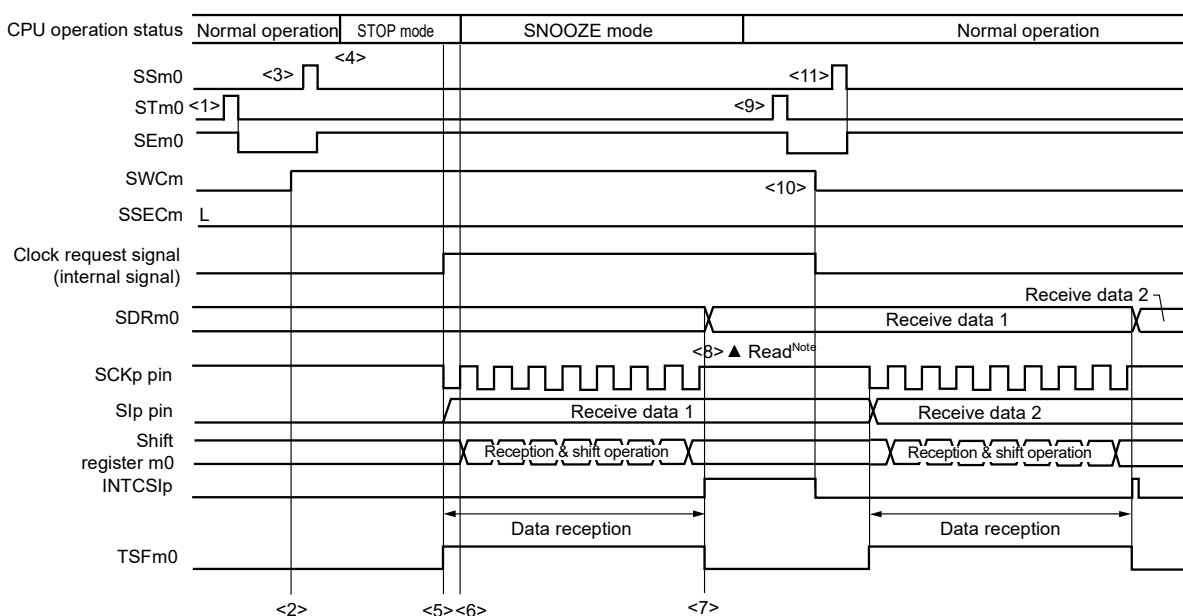 CPU operation status Normal operation STOP mode SNOOZE mode Normal operation
<4>
SSm0 <3> <11>
STm0 <1> <9>
SEm0
SWCm <10>
SSECm L
Clock request signal
(internal signal)
Receive data 2
SDRm0 Receive data 1
<8> ▲ Read Note
SCKp pin
SIp pin Receive data 1 Receive data 2
Shift
register m0 Reception & shift operation Reception & shift operation
INTCSIp
Data reception Data reception
TSFm0
<2> <5> <6> <7>